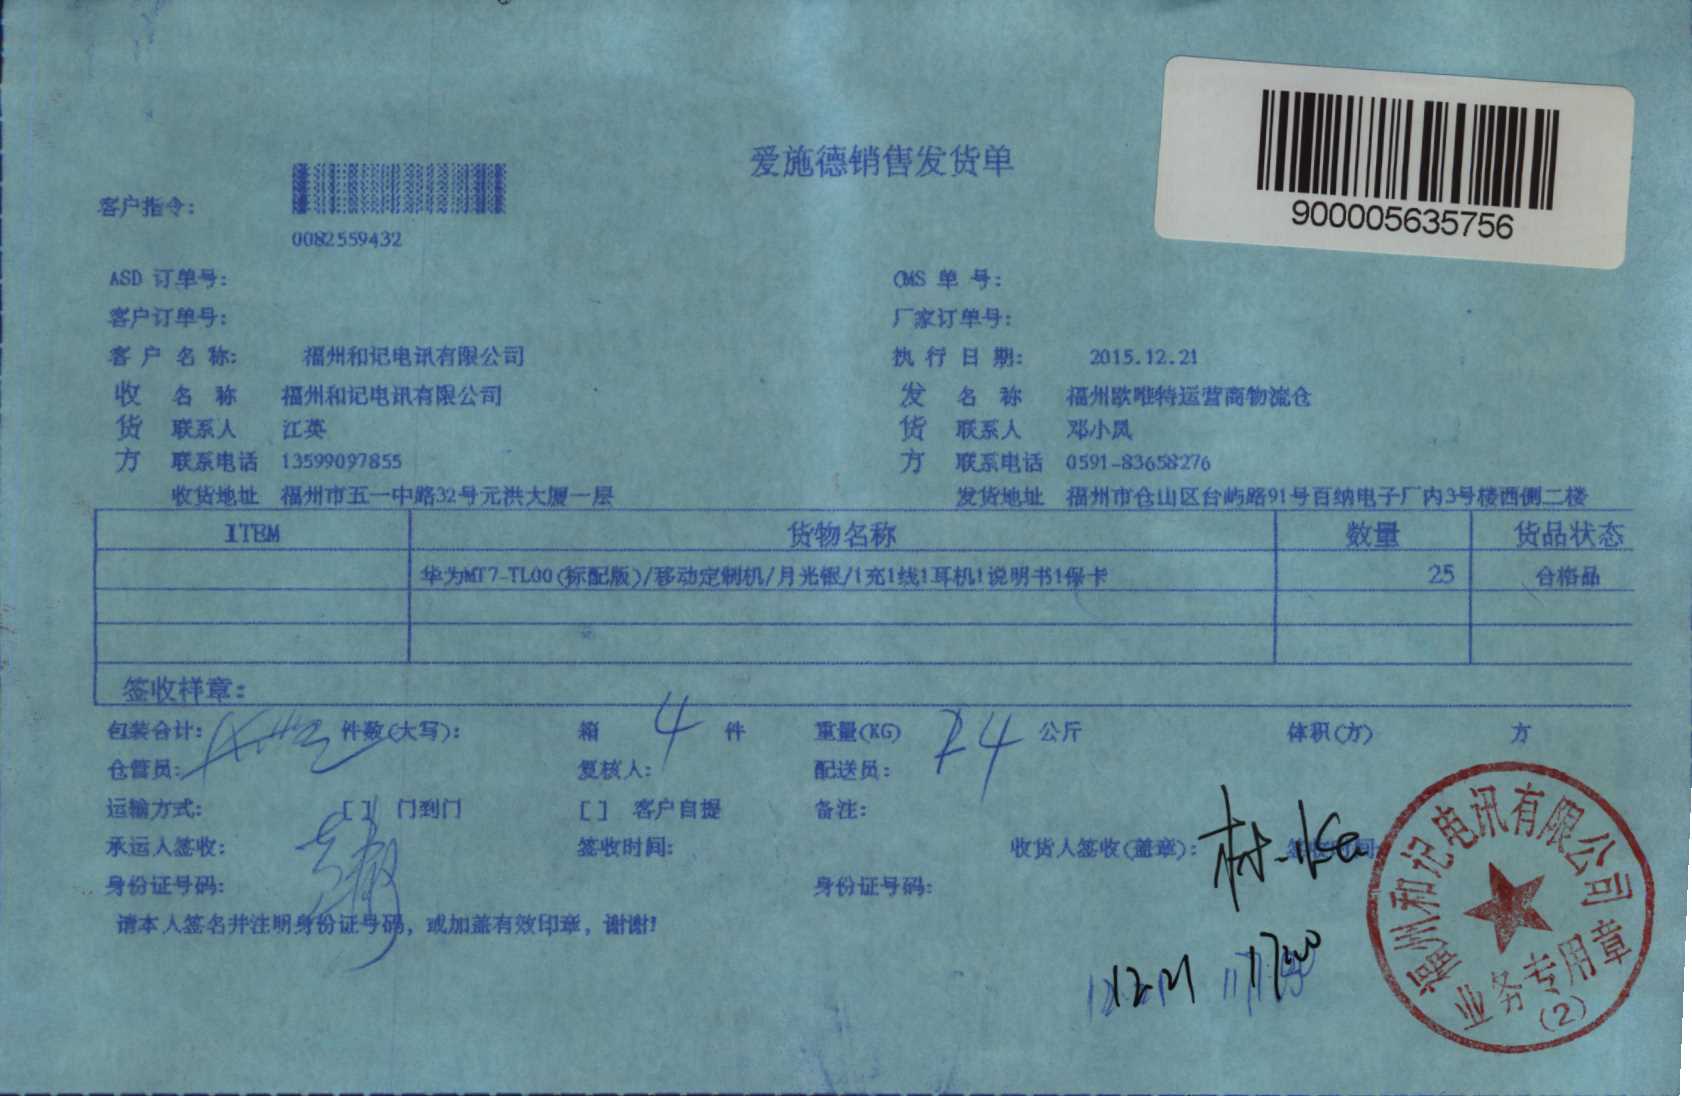 爱施德销售发货单
900005635756
客户指令:
0082559432
ASD 订单号: CMS 单 号:
客户订单号: 厂家订单号:
客 户 名 称: 福州和记电讯有限公司 执 行 日 期: 2015.12.21
收 名 称 福州和记电讯有限公司 发 名 称 福州欧唯特运营商物流仓
货 联系人 江英 货 联系人 邓小凤
方 联系电话 13599097855 方 联系电话 0591-83658276
收货地址 福州市五一中路32号元洪大厦一层 发货地址 福州市仓山区台屿路91号百纳电子厂内3号楼西侧二楼
ITEM 货物名称 数量 货品状态
华为MT7-TL00(标配版)/移动定制机/月光银/1充1线1耳机1说明书1保卡 25 合格品
签收样章:
包装合计: 件数(大写): 箱 4 件 重量(KG) 24 公斤 体积(方) 方
仓管员: 复核人: 配送员:
运输方式: [ ] 门到门 [ ] 客户自提 备注:
承运人签收: 签收时间: 收货人签收(盖章): 签收时间:
身份证号码: 身份证号码:
请本人签名并注明身份证号码, 或加盖有效印章, 谢谢!
12.21
福州和记电讯有限公司
业务专用章
(2)